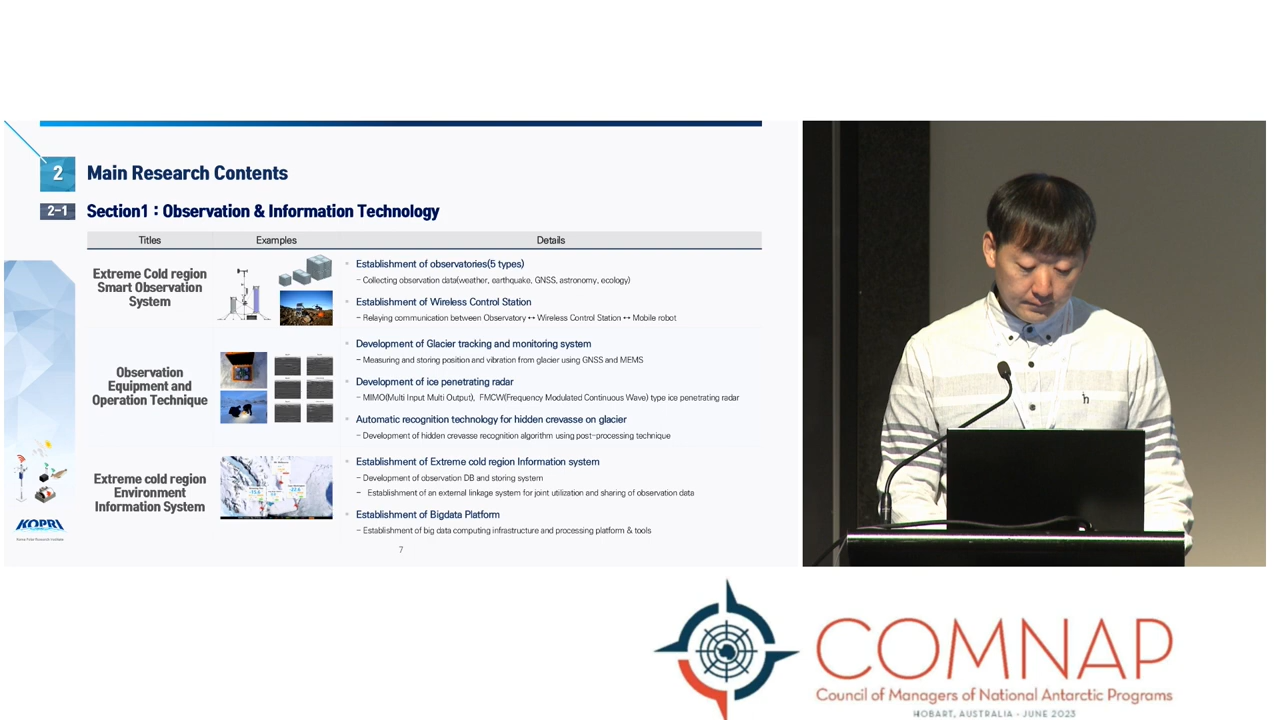 2
Main Research Contents
2-1
Section1 : Observation & Information Technology
Titles
Examples
Details
Extreme Cold region
Smart Observation
System
Establishment of observatories(5 types)
- Collecting observation data(weather, earthquake, GNSS, astronomy, ecology)
Establishment of Wireless Control Station
- Relaying communication between Observatory ↔ Wireless Control Station ↔ Mobile robot
Observation
Equipment and
Operation Technique
Development of Glacier tracking and monitoring system
- Measuring and storing position and vibration from glacier using GNSS and MEMS
Development of ice penetrating radar
- MIMO(Multi Input Multi Output), FMCW(Frequency Modulated Continuous Wave) type ice penetrating radar
Automatic recognition technology for hidden crevasse on glacier
- Development of hidden crevasse recognition algorithm using post-processing technique
Extreme cold region
Environment
Information System
Establishment of Extreme cold region Information system
- Development of observation DB and storing system
- Establishment of an external linkage system for joint utilization and sharing of observation data
Establishment of Bigdata Platform
- Establishment of big data computing infrastructure and processing platform & tools
KOPRI
Korea Polar Research Institute
7
h
COMNAP
Council of Managers of National Antarctic Programs
HOBART, AUSTRALIA - JUNE 2023